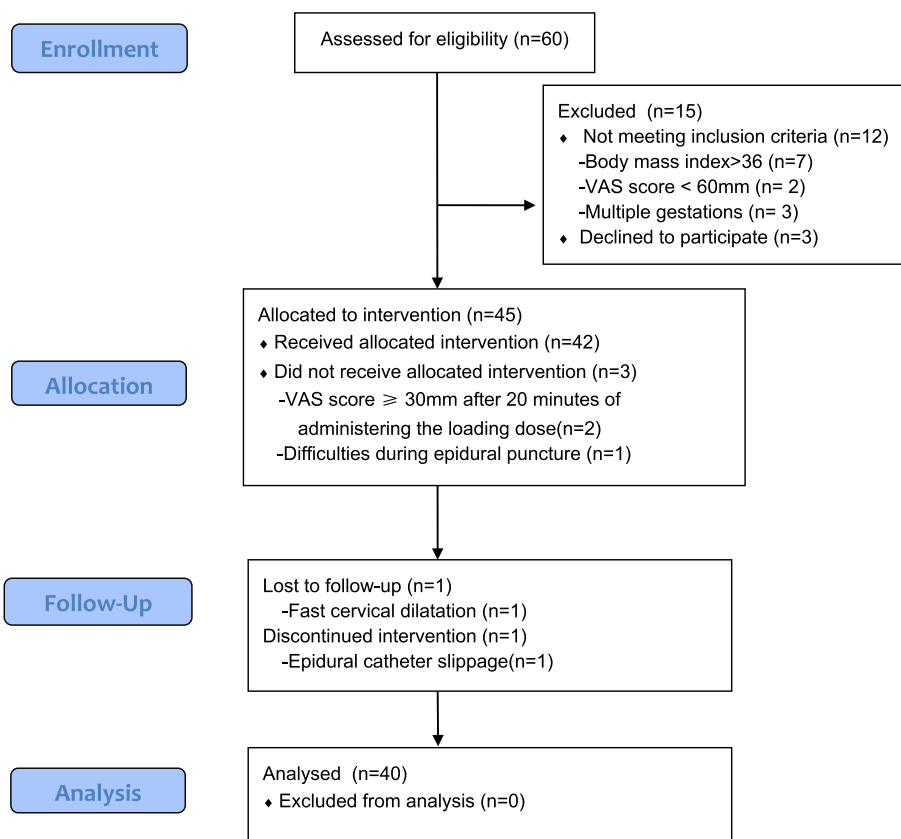 Enrollment
Assessed for eligibility (n=60)
Excluded (n=15)
♦ Not meeting inclusion criteria (n=12)
-Body mass index>36 (n=7)
-VAS score < 60mm (n= 2)
-Multiple gestations (n= 3)
♦ Declined to participate (n=3)
Allocation
Allocated to intervention (n=45)
♦ Received allocated intervention (n=42)
♦ Did not receive allocated intervention (n=3)
-VAS score ⩾ 30mm after 20 minutes of
administering the loading dose(n=2)
-Difficulties during epidural puncture (n=1)
Follow-Up
Lost to follow-up (n=1)
-Fast cervical dilatation (n=1)
Discontinued intervention (n=1)
-Epidural catheter slippage(n=1)
Analysis
Analysed (n=40)
♦ Excluded from analysis (n=0)